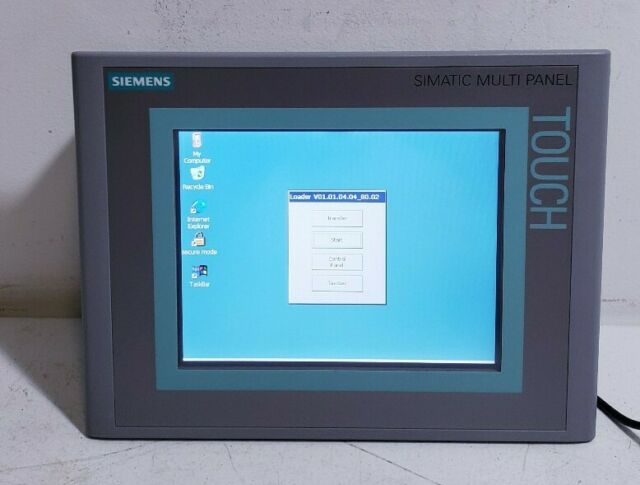 SIEMENS
SIMATIC MULTI PANEL
TOUCH
My
Computer
Recycle Bin
Internet
Explorer
secure mode
TaskBar
Loader V01.01.04.04_80.02
Transfer
Start
Control
Panel
Taskbar